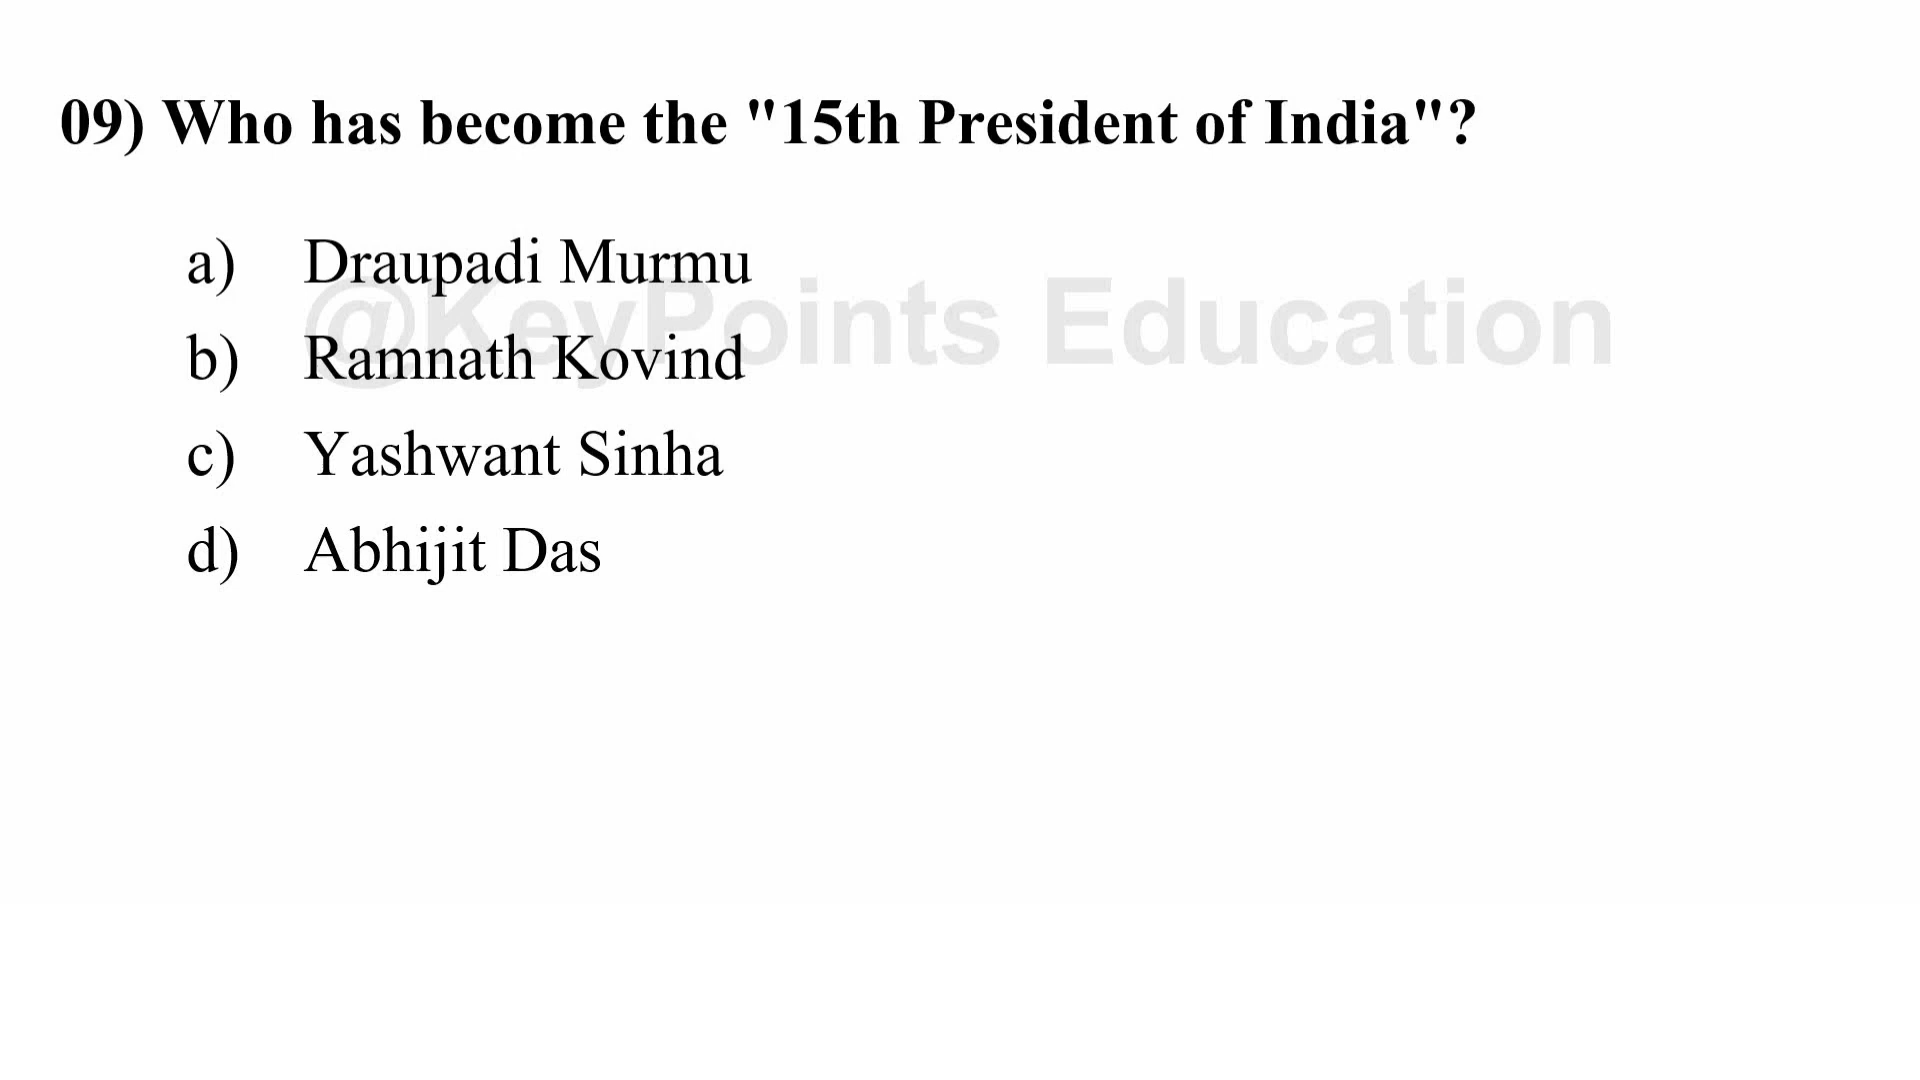 09) Who has become the "15th President of India"?
a) Draupadi Murmu
@KeyPoints Education
b) Ramnath Kovind
c) Yashwant Sinha
d) Abhijit Das